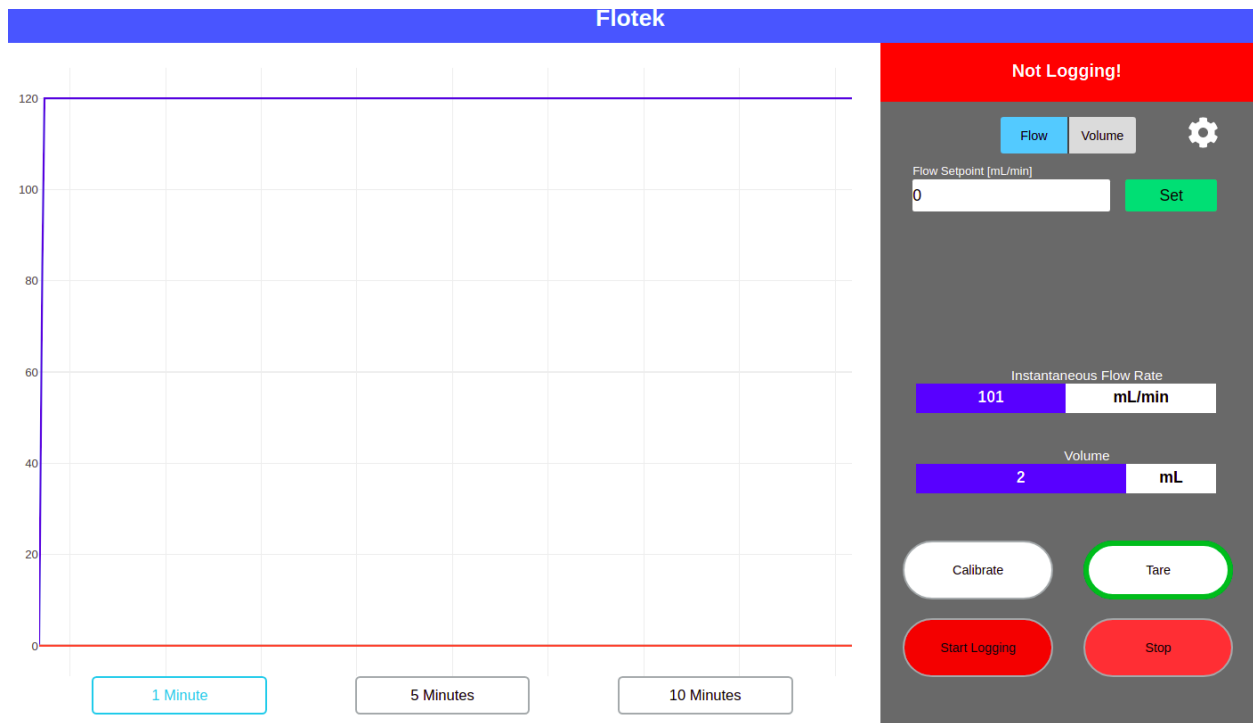 Flotek
Not Logging!
Flow Volume
Flow Setpoint [mL/min]
0 Set
120
100
80
60
40
20
0
Instantaneous Flow Rate
101 mL/min
Volume
2 mL
Calibrate Tare
Start Logging Stop
1 Minute 5 Minutes 10 Minutes